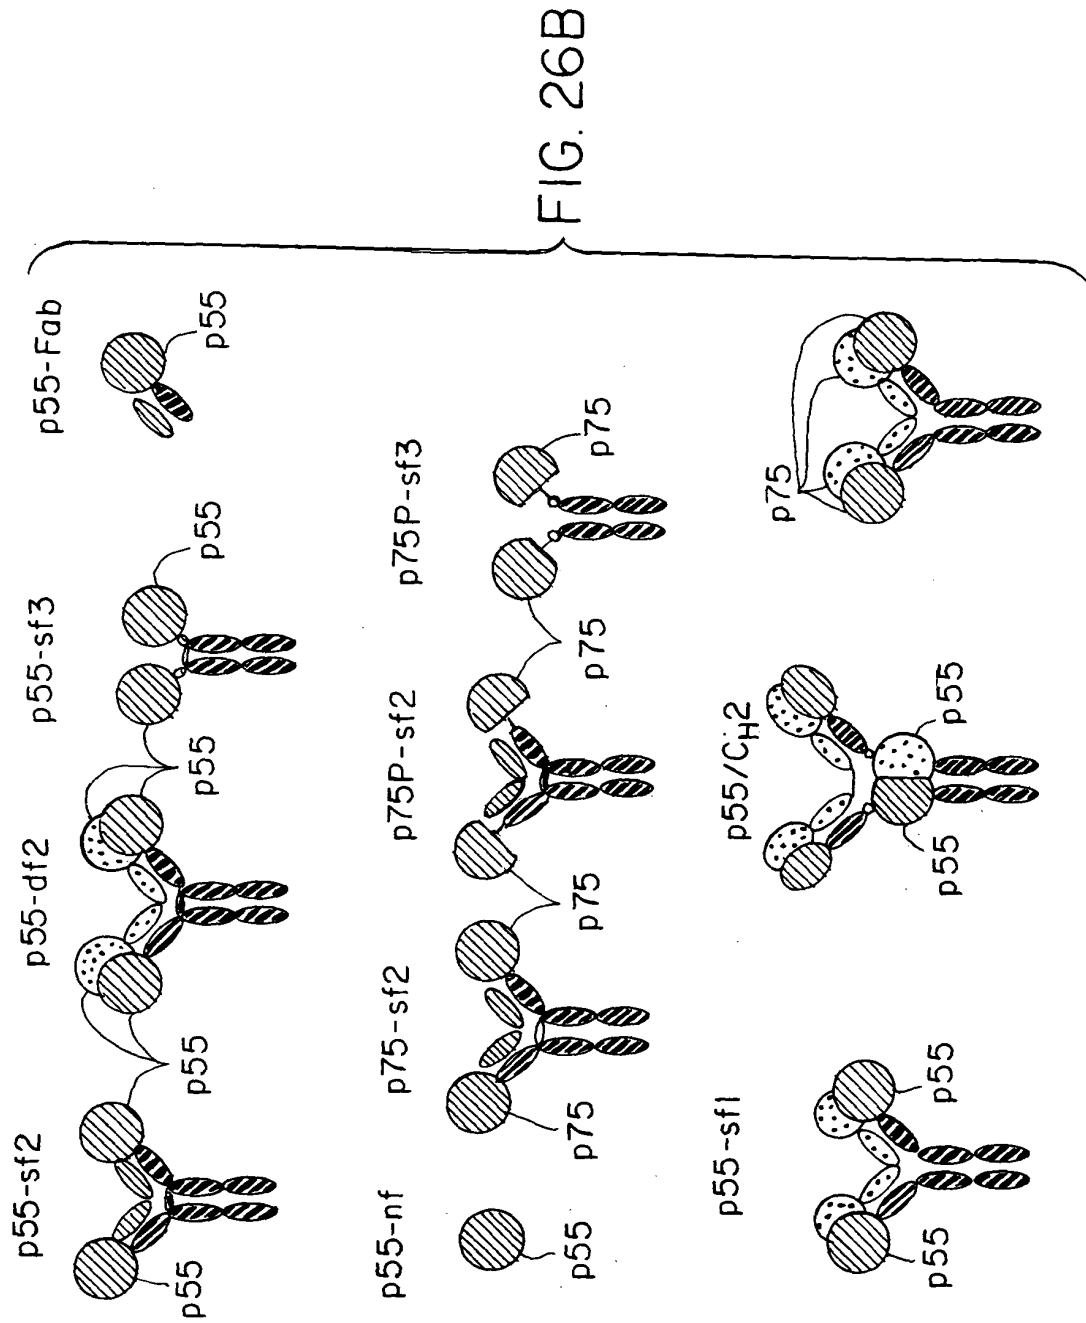 p55-sf2 p55-df2 p55-sf3 p55-Fab
p55 p55 p55 p55 p55
p55-nf p75-sf2 p75P-sf2 p75P-sf3
p55 p75 p75 p75 p75
p55-sf1 p55/CH2 p75
p55 p55 p55 p55
FIG. 26B